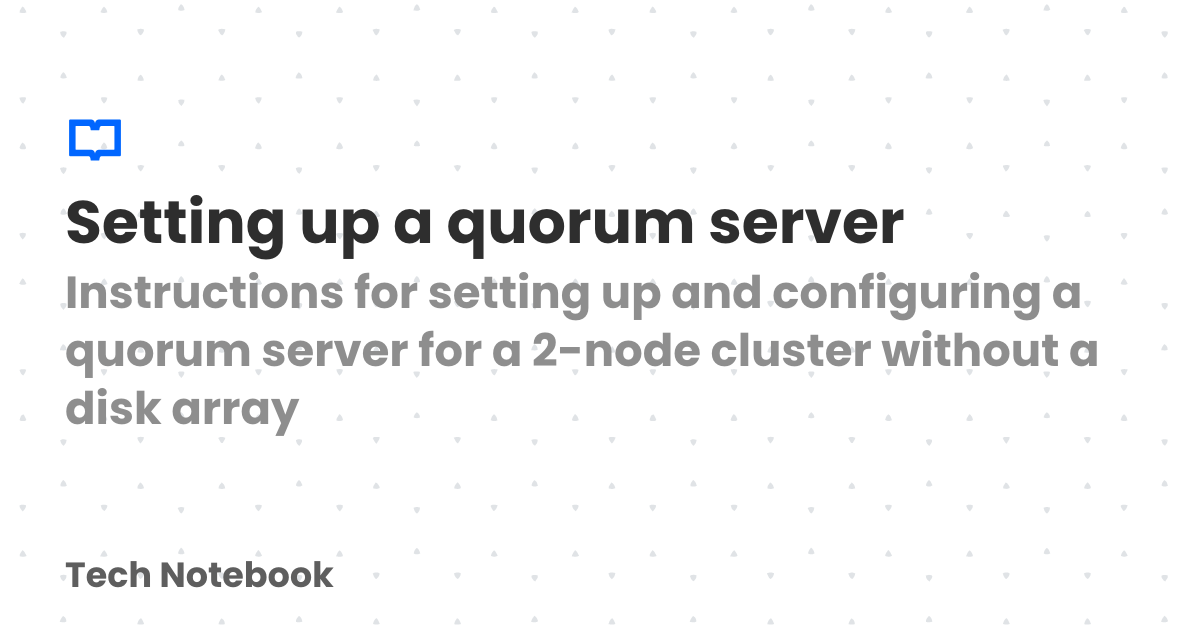 Setting up a quorum server
Instructions for setting up and configuring a
quorum server for a 2-node cluster without a
disk array
Tech Notebook